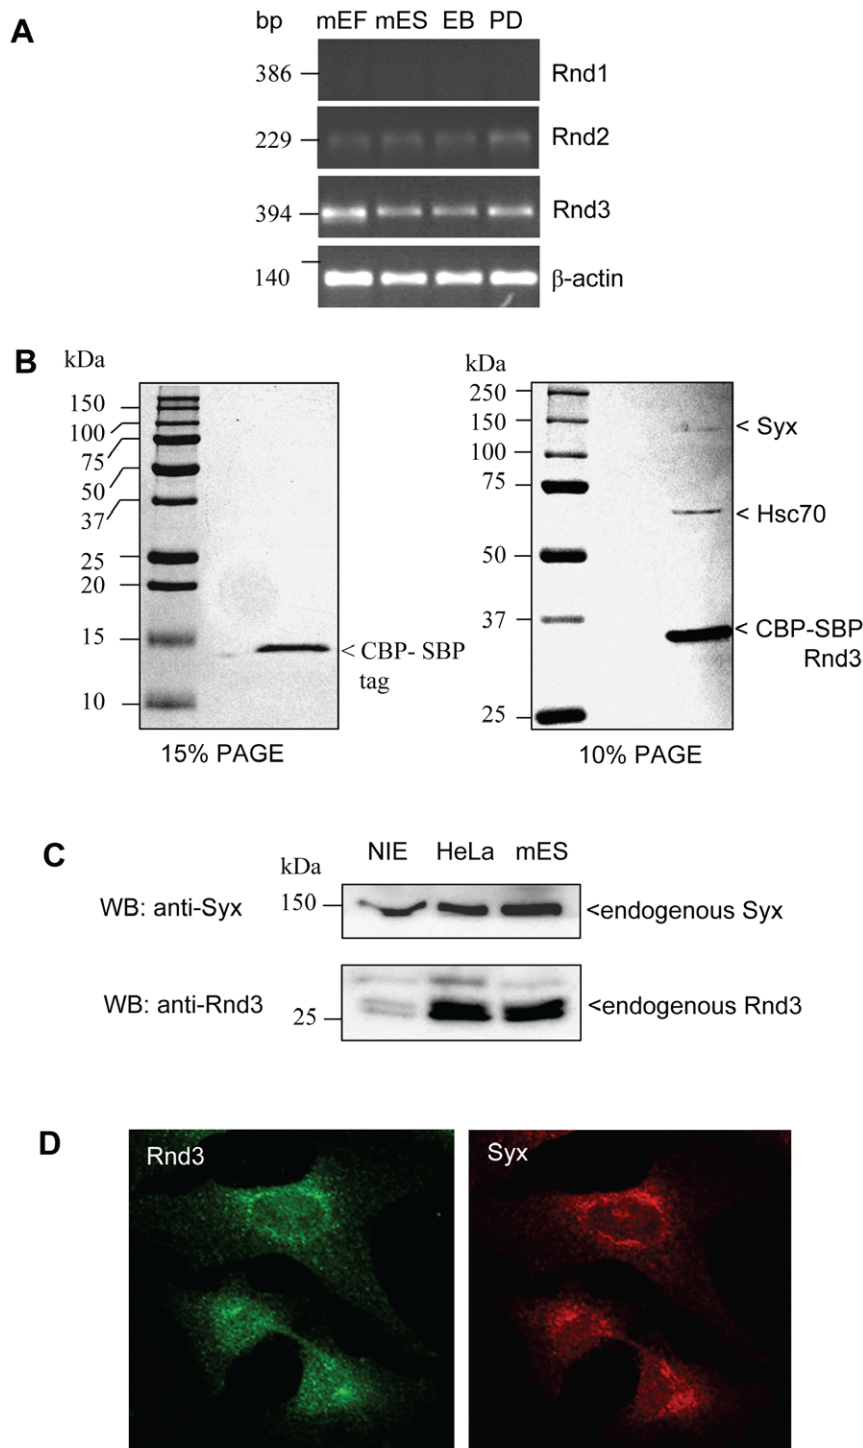 A
bp mEF mES EB PD
386 Rnd1
229 Rnd2
394 Rnd3
140 β-actin
B
kDa
150
100
75
50
37
25
20
15
10
< CBP- SBP
tag
15% PAGE
kDa
250
150
100
75
50
37
25
< Syx
< Hsc70
< CBP-SBP
Rnd3
10% PAGE
C
kDa NIE HeLa mES
WB: anti-Syx 150 <endogenous Syx
WB: anti-Rnd3 25 <endogenous Rnd3
D
Rnd3
Syx